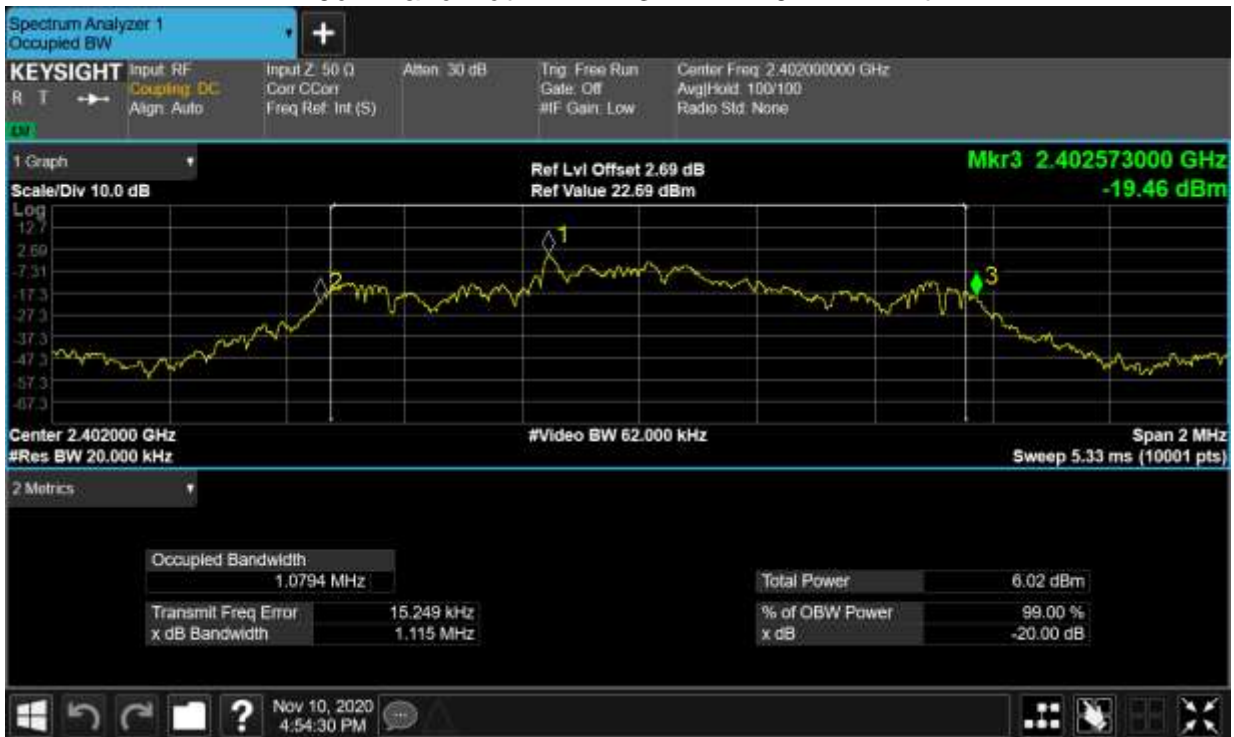 Spectrum Analyzer 1
Occupied BW
+
KEYSIGHT
R T
Input: RF
Coupling: DC
Align: Auto
Input Z: 50 Ω
Corr CCorr
Freq Ref: Int (S)
Atten: 30 dB
Trig: Free Run
Gate: Off
#IF Gain: Low
Center Freq: 2.402000000 GHz
Avg|Hold: 100/100
Radio Std: None
1 Graph
Scale/Div 10.0 dB
Ref Lvl Offset 2.69 dB
Ref Value 22.69 dBm
Mkr3 2.402573000 GHz
-19.46 dBm
Log
12.7
2.69
-7.31
-17.3
-27.3
-37.3
-47.3
-57.3
-67.3
1
2
3
Center 2.402000 GHz
#Video BW 62.000 kHz
Span 2 MHz
#Res BW 20.000 kHz
Sweep 5.33 ms (10001 pts)
2 Metrics
Occupied Bandwidth
1.0794 MHz
Transmit Freq Error 15.249 kHz
x dB Bandwidth 1.115 MHz
Total Power 6.02 dBm
% of OBW Power 99.00 %
x dB -20.00 dB
?
Nov 10, 2020
4:54:30 PM